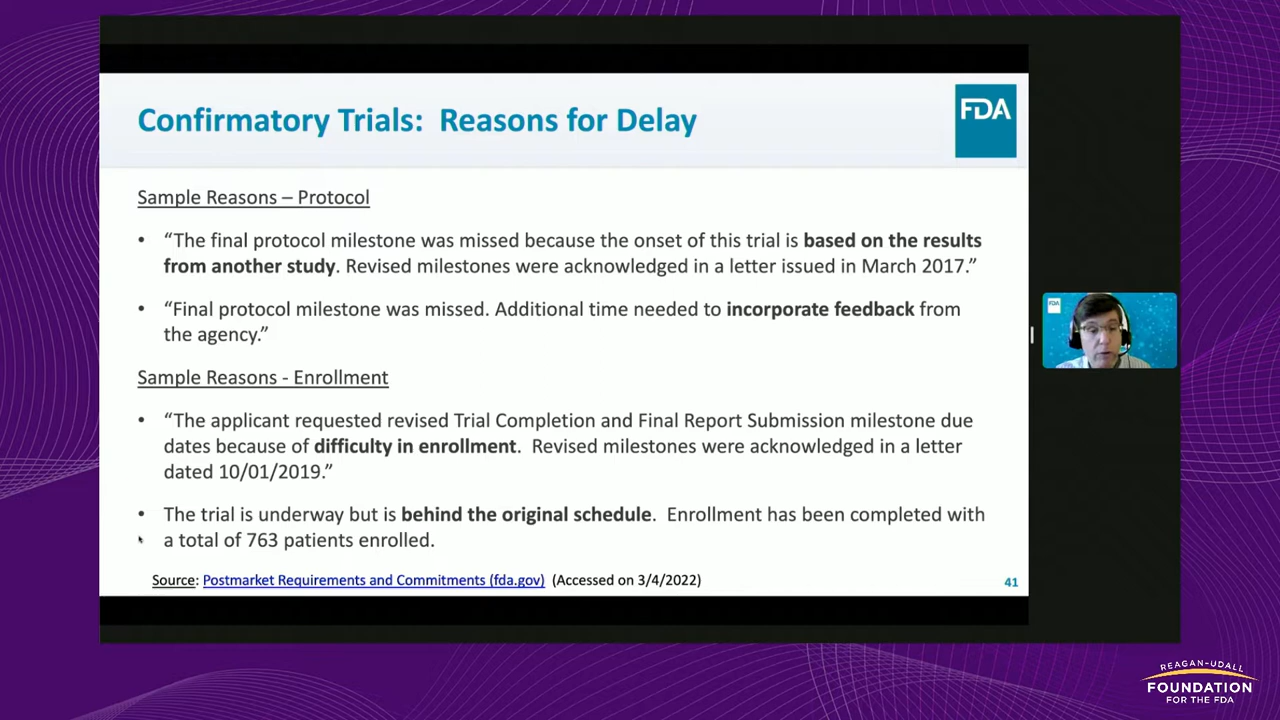 Confirmatory Trials: Reasons for Delay
FDA
Sample Reasons – Protocol
• “The final protocol milestone was missed because the onset of this trial is based on the results
from another study. Revised milestones were acknowledged in a letter issued in March 2017.”
• “Final protocol milestone was missed. Additional time needed to incorporate feedback from
the agency.”
Sample Reasons - Enrollment
• “The applicant requested revised Trial Completion and Final Report Submission milestone due
dates because of difficulty in enrollment. Revised milestones were acknowledged in a letter
dated 10/01/2019.”
• The trial is underway but is behind the original schedule. Enrollment has been completed with
a total of 763 patients enrolled.
Source: Postmarket Requirements and Commitments (fda.gov) (Accessed on 3/4/2022)
41
FDA
REAGAN-UDALL
FOUNDATION
FOR THE FDA